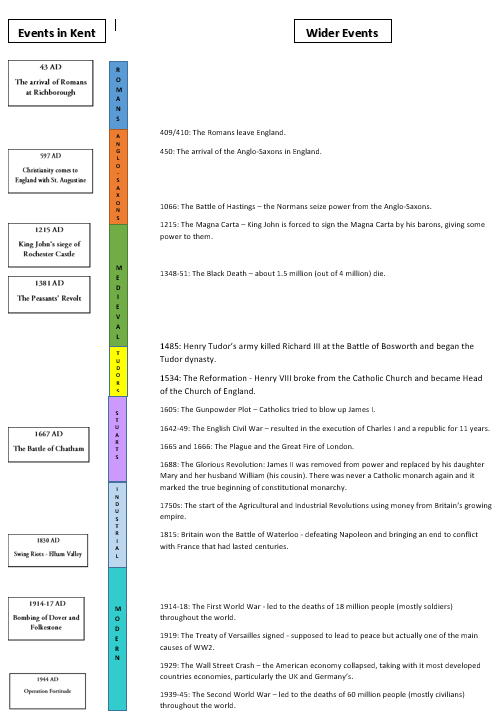 Events in Kent
Wider Events
43 AD
The arrival of Romans
at Richborough
ROMANS
409/410: The Romans leave England.
ANGLO-SAXONS
450: The arrival of the Anglo-Saxons in England.
597 AD
Christianity comes to
England with St. Augustine
1066: The Battle of Hastings – the Normans seize power from the Anglo-Saxons.
1215 AD
King John's siege of
Rochester Castle
1215: The Magna Carta – King John is forced to sign the Magna Carta by his barons, giving some
power to them.
MEDIEVAL
1348-51: The Black Death – about 1.5 million (out of 4 million) die.
1381 AD
The Peasants' Revolt
1485: Henry Tudor's army killed Richard III at the Battle of Bosworth and began the
Tudor dynasty.
TUDORS
1534: The Reformation - Henry VIII broke from the Catholic Church and became Head
of the Church of England.
STUARTS
1605: The Gunpowder Plot – Catholics tried to blow up James I.
1642-49: The English Civil War – resulted in the execution of Charles I and a republic for 11 years.
1667 AD
The Battle of Chatham
1665 and 1666: The Plague and the Great Fire of London.
1688: The Glorious Revolution: James II was removed from power and replaced by his daughter
Mary and her husband William (his cousin). There was never a Catholic monarch again and it
marked the true beginning of constitutional monarchy.
INDUSTRIAL
1750s: The start of the Agricultural and Industrial Revolutions using money from Britain's growing
empire.
1830 AD
Swing Riots - Elham Valley
1815: Britain won the Battle of Waterloo - defeating Napoleon and bringing an end to conflict
with France that had lasted centuries.
MODERN
1914-17 AD
Bombing of Dover and
Folkestone
1914-18: The First World War - led to the deaths of 18 million people (mostly soldiers)
throughout the world.
1919: The Treaty of Versailles signed - supposed to lead to peace but actually one of the main
causes of WW2.
1929: The Wall Street Crash – the American economy collapsed, taking with it most developed
countries economies, particularly the UK and Germany's.
1944 AD
Operation Fortitude
1939-45: The Second World War – led to the deaths of 60 million people (mostly civilians)
throughout the world.